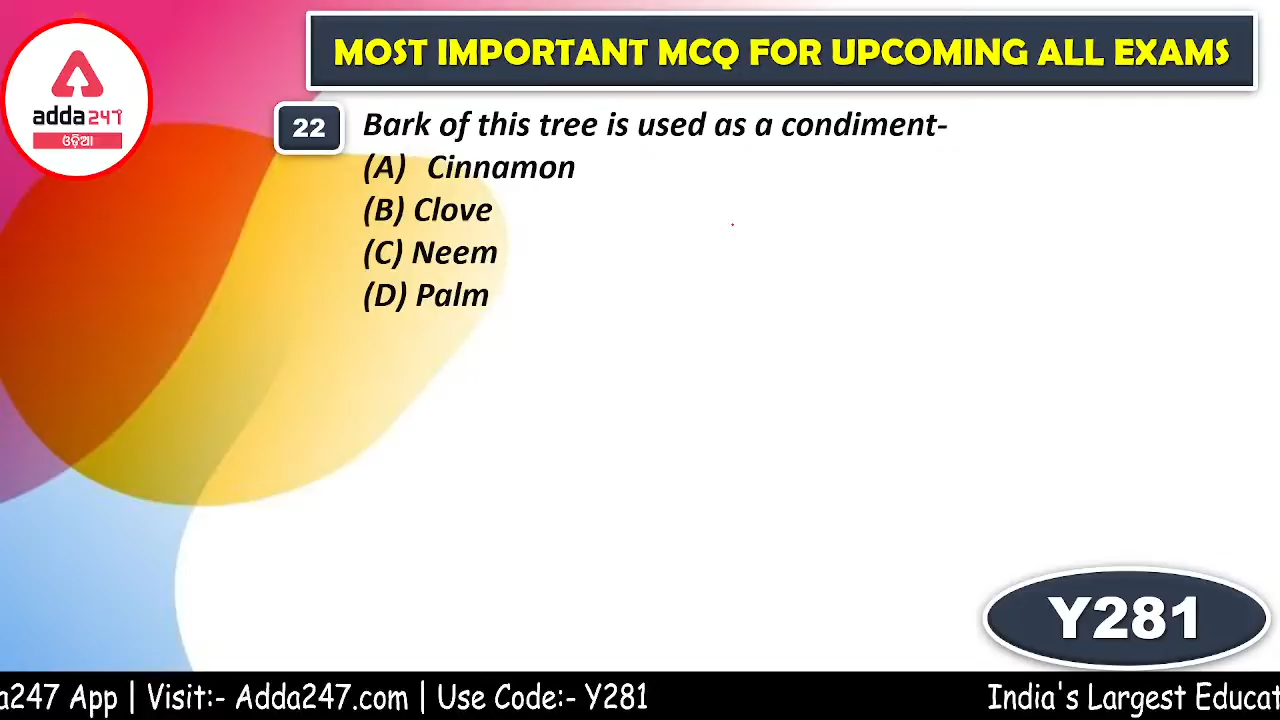 MOST IMPORTANT MCQ FOR UPCOMING ALL EXAMS
adda247
ଓଡ଼ିଆ
22 Bark of this tree is used as a condiment-
(A) Cinnamon
(B) Clove
(C) Neem
(D) Palm
Y281
a247 App | Visit:- Adda247.com | Use Code:- Y281 India's Largest Educat